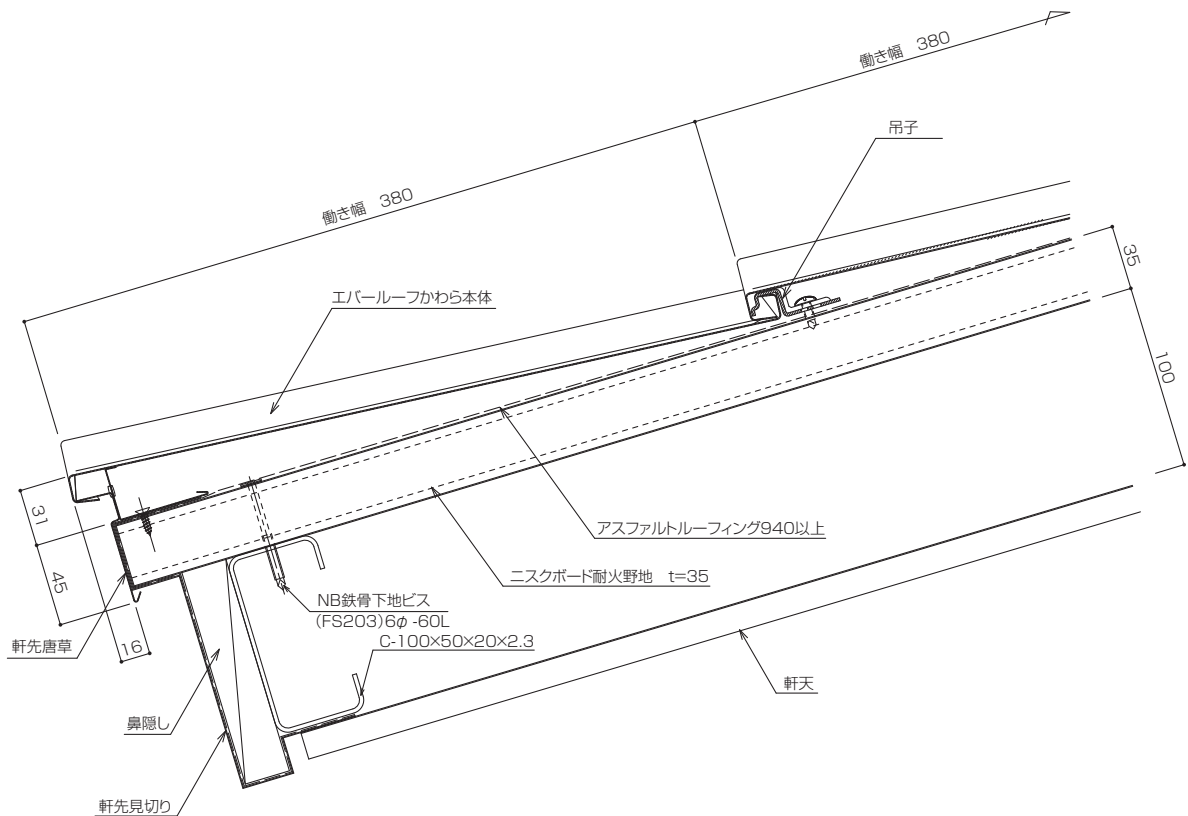 働き幅 380
吊子
働き幅 380
エバールーフかわら本体
35
100
31
45
16
アスファルトルーフィング940以上
ニスクボード耐火野地 t=35
NB鉄骨下地ビス
(FS203)6φ -60L
C-100×50×20×2.3
軒先唐草
軒天
鼻隠し
軒先見切り